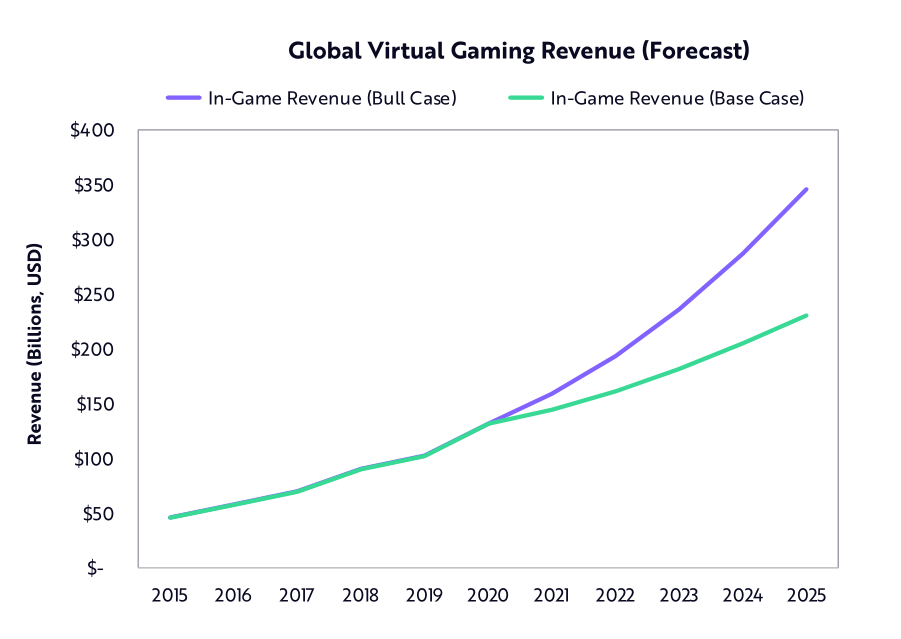 Global Virtual Gaming Revenue (Forecast)
In-Game Revenue (Bull Case) In-Game Revenue (Base Case)
$400
$350
$300
$250
$200
$150
$100
$50
$-
Revenue (Billions, USD)
2015 2016 2017 2018 2019 2020 2021 2022 2023 2024 2025